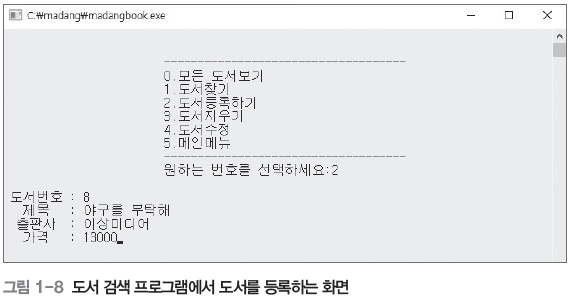 C:₩madang₩madangbook.exe
----------------------------------
0.모든 도서보기
1.도서찾기
2.도서등록하기
3.도서지우기
4.도서수정
5.메인메뉴
----------------------------------
원하는 번호를 선택하세요:2
도서번호 : 8
제목 : 야구를 부탁해
출판사 : 이상미디어
가격 : 13000_
그림 1-8 도서 검색 프로그램에서 도서를 등록하는 화면